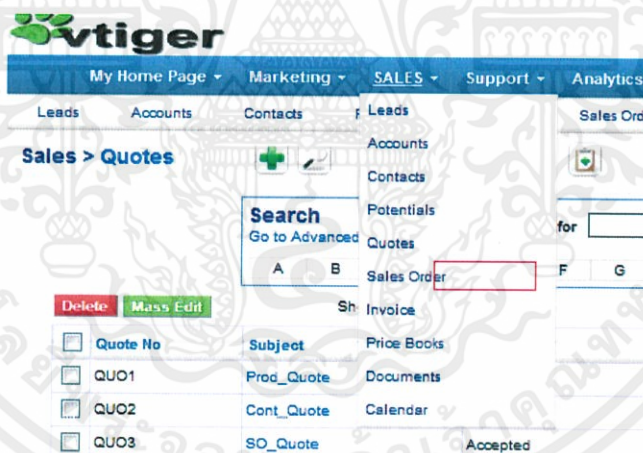 vtiger
My Home Page Marketing SALES Support Analytics
Leads Accounts Contacts Sales Ord
Sales > Quotes
Leads
Accounts
Contacts
Potentials
Quotes
Sales Order
Invoice
Price Books
Documents
Calendar
Search
Go to Advanced
for
A B F G
Delete Mass Edit Sh
Quote No Subject
QUO1 Prod_Quote
QUO2 Cont_Quote
QUO3 SO_Quote Accepted